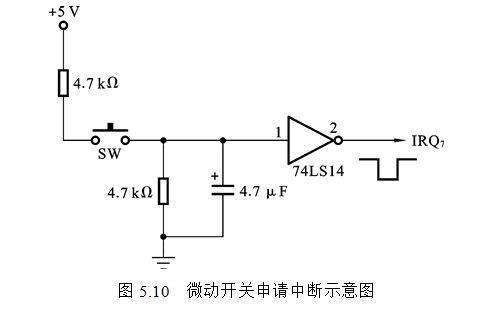 +5 V
4.7 kΩ
SW
1
2
IRQ₇
74LS14
4.7 kΩ
+
4.7 μF
图 5.10 微动开关申请中断示意图